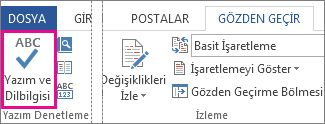 DOSYA GİR POSTALAR GÖZDEN GEÇİR
ABC
Yazım ve
Dilbilgisi
ABC
123
Yazım Denetleme
Değişiklikleri
İzle
Basit İşaretleme
İşaretlemeyi Göster
Gözden Geçirme Bölmesi
İzleme